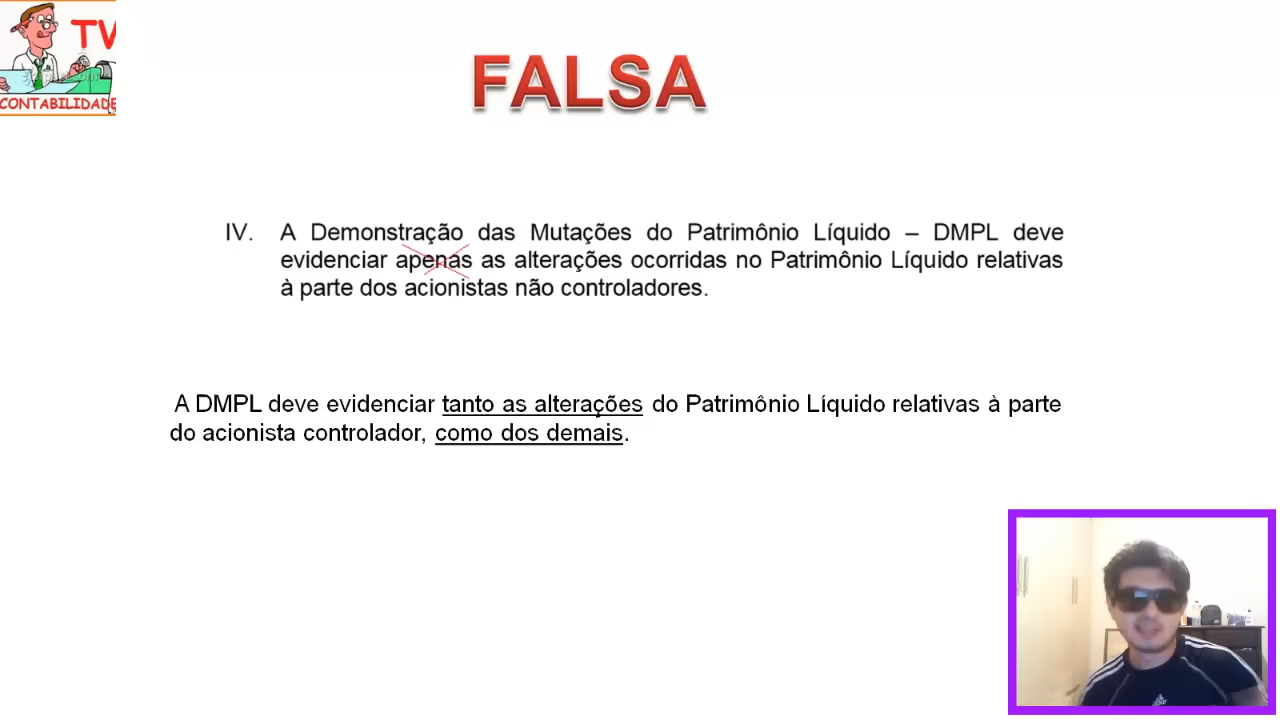 TV
CONTABILIDADE
FALSA
IV. A Demonstração das Mutações do Patrimônio Líquido – DMPL deve
evidenciar apenas as alterações ocorridas no Patrimônio Líquido relativas
à parte dos acionistas não controladores.
A DMPL deve evidenciar tanto as alterações do Patrimônio Líquido relativas à parte
do acionista controlador, como dos demais.